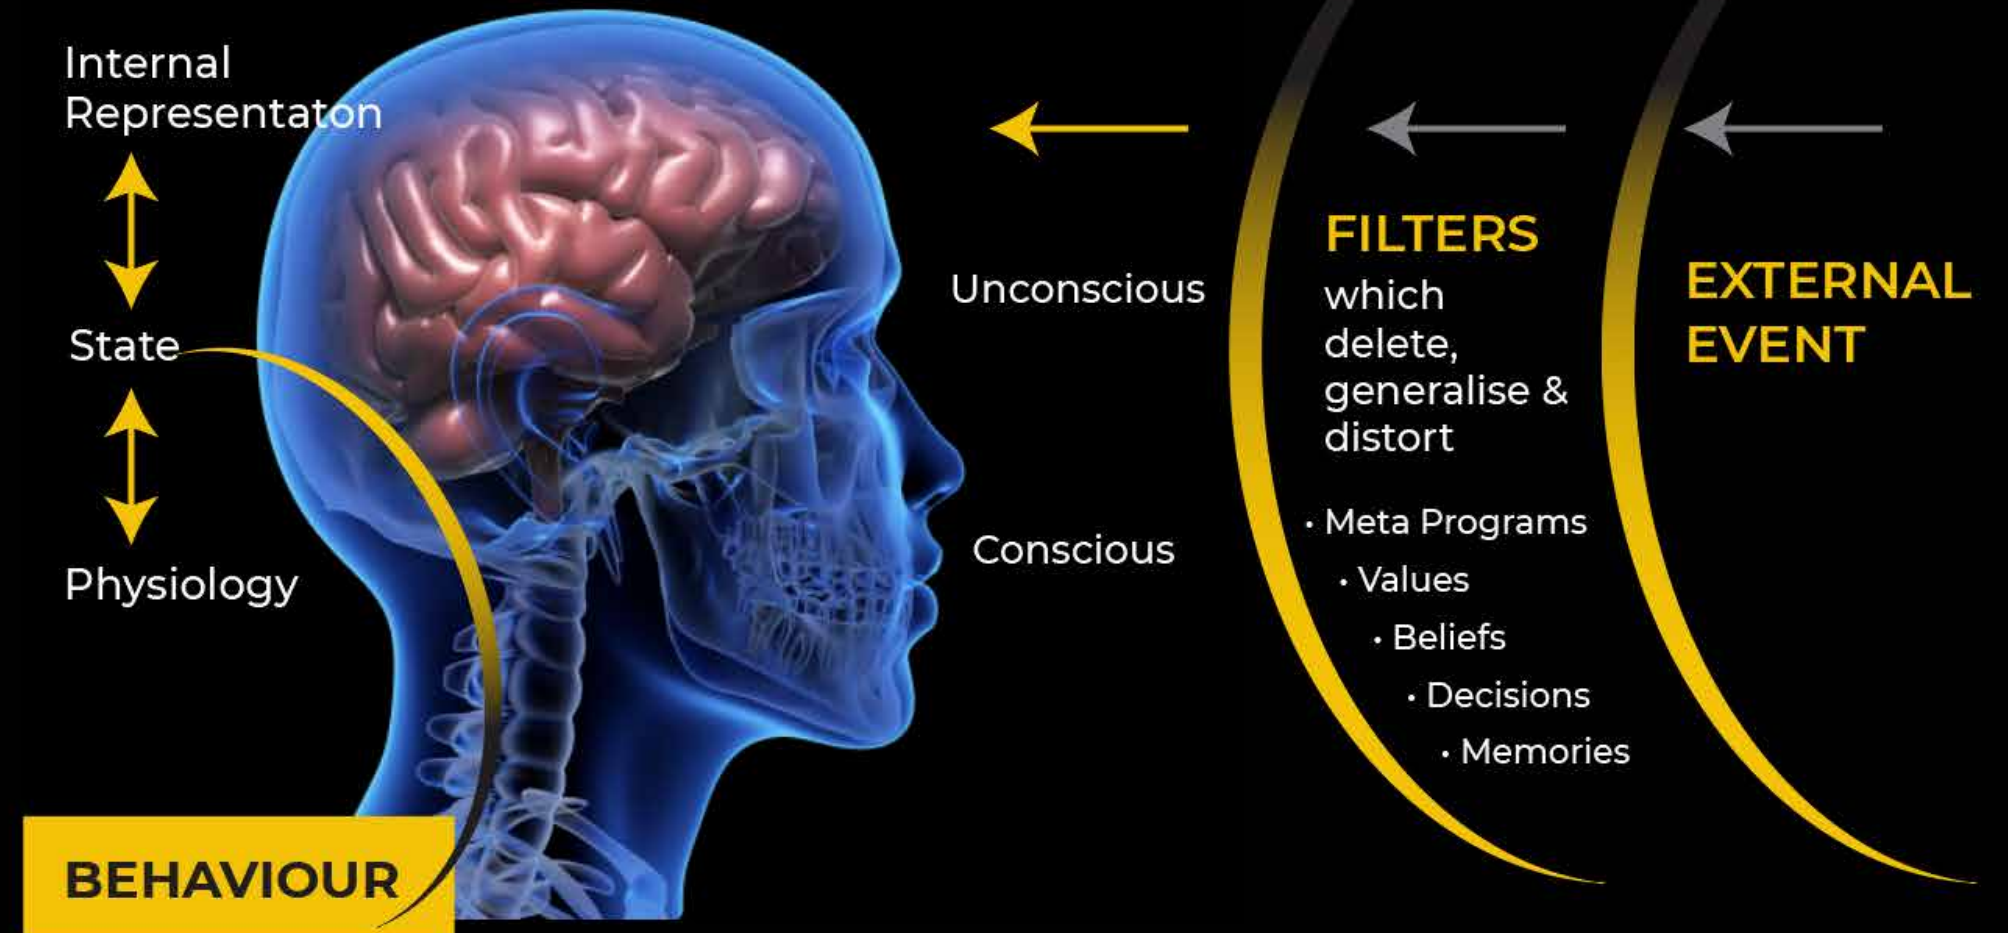 Internal
Representaton
State
Physiology
BEHAVIOUR
Unconscious
Conscious
FILTERS
which
delete,
generalise &
distort
· Meta Programs
· Values
· Beliefs
· Decisions
· Memories
EXTERNAL
EVENT